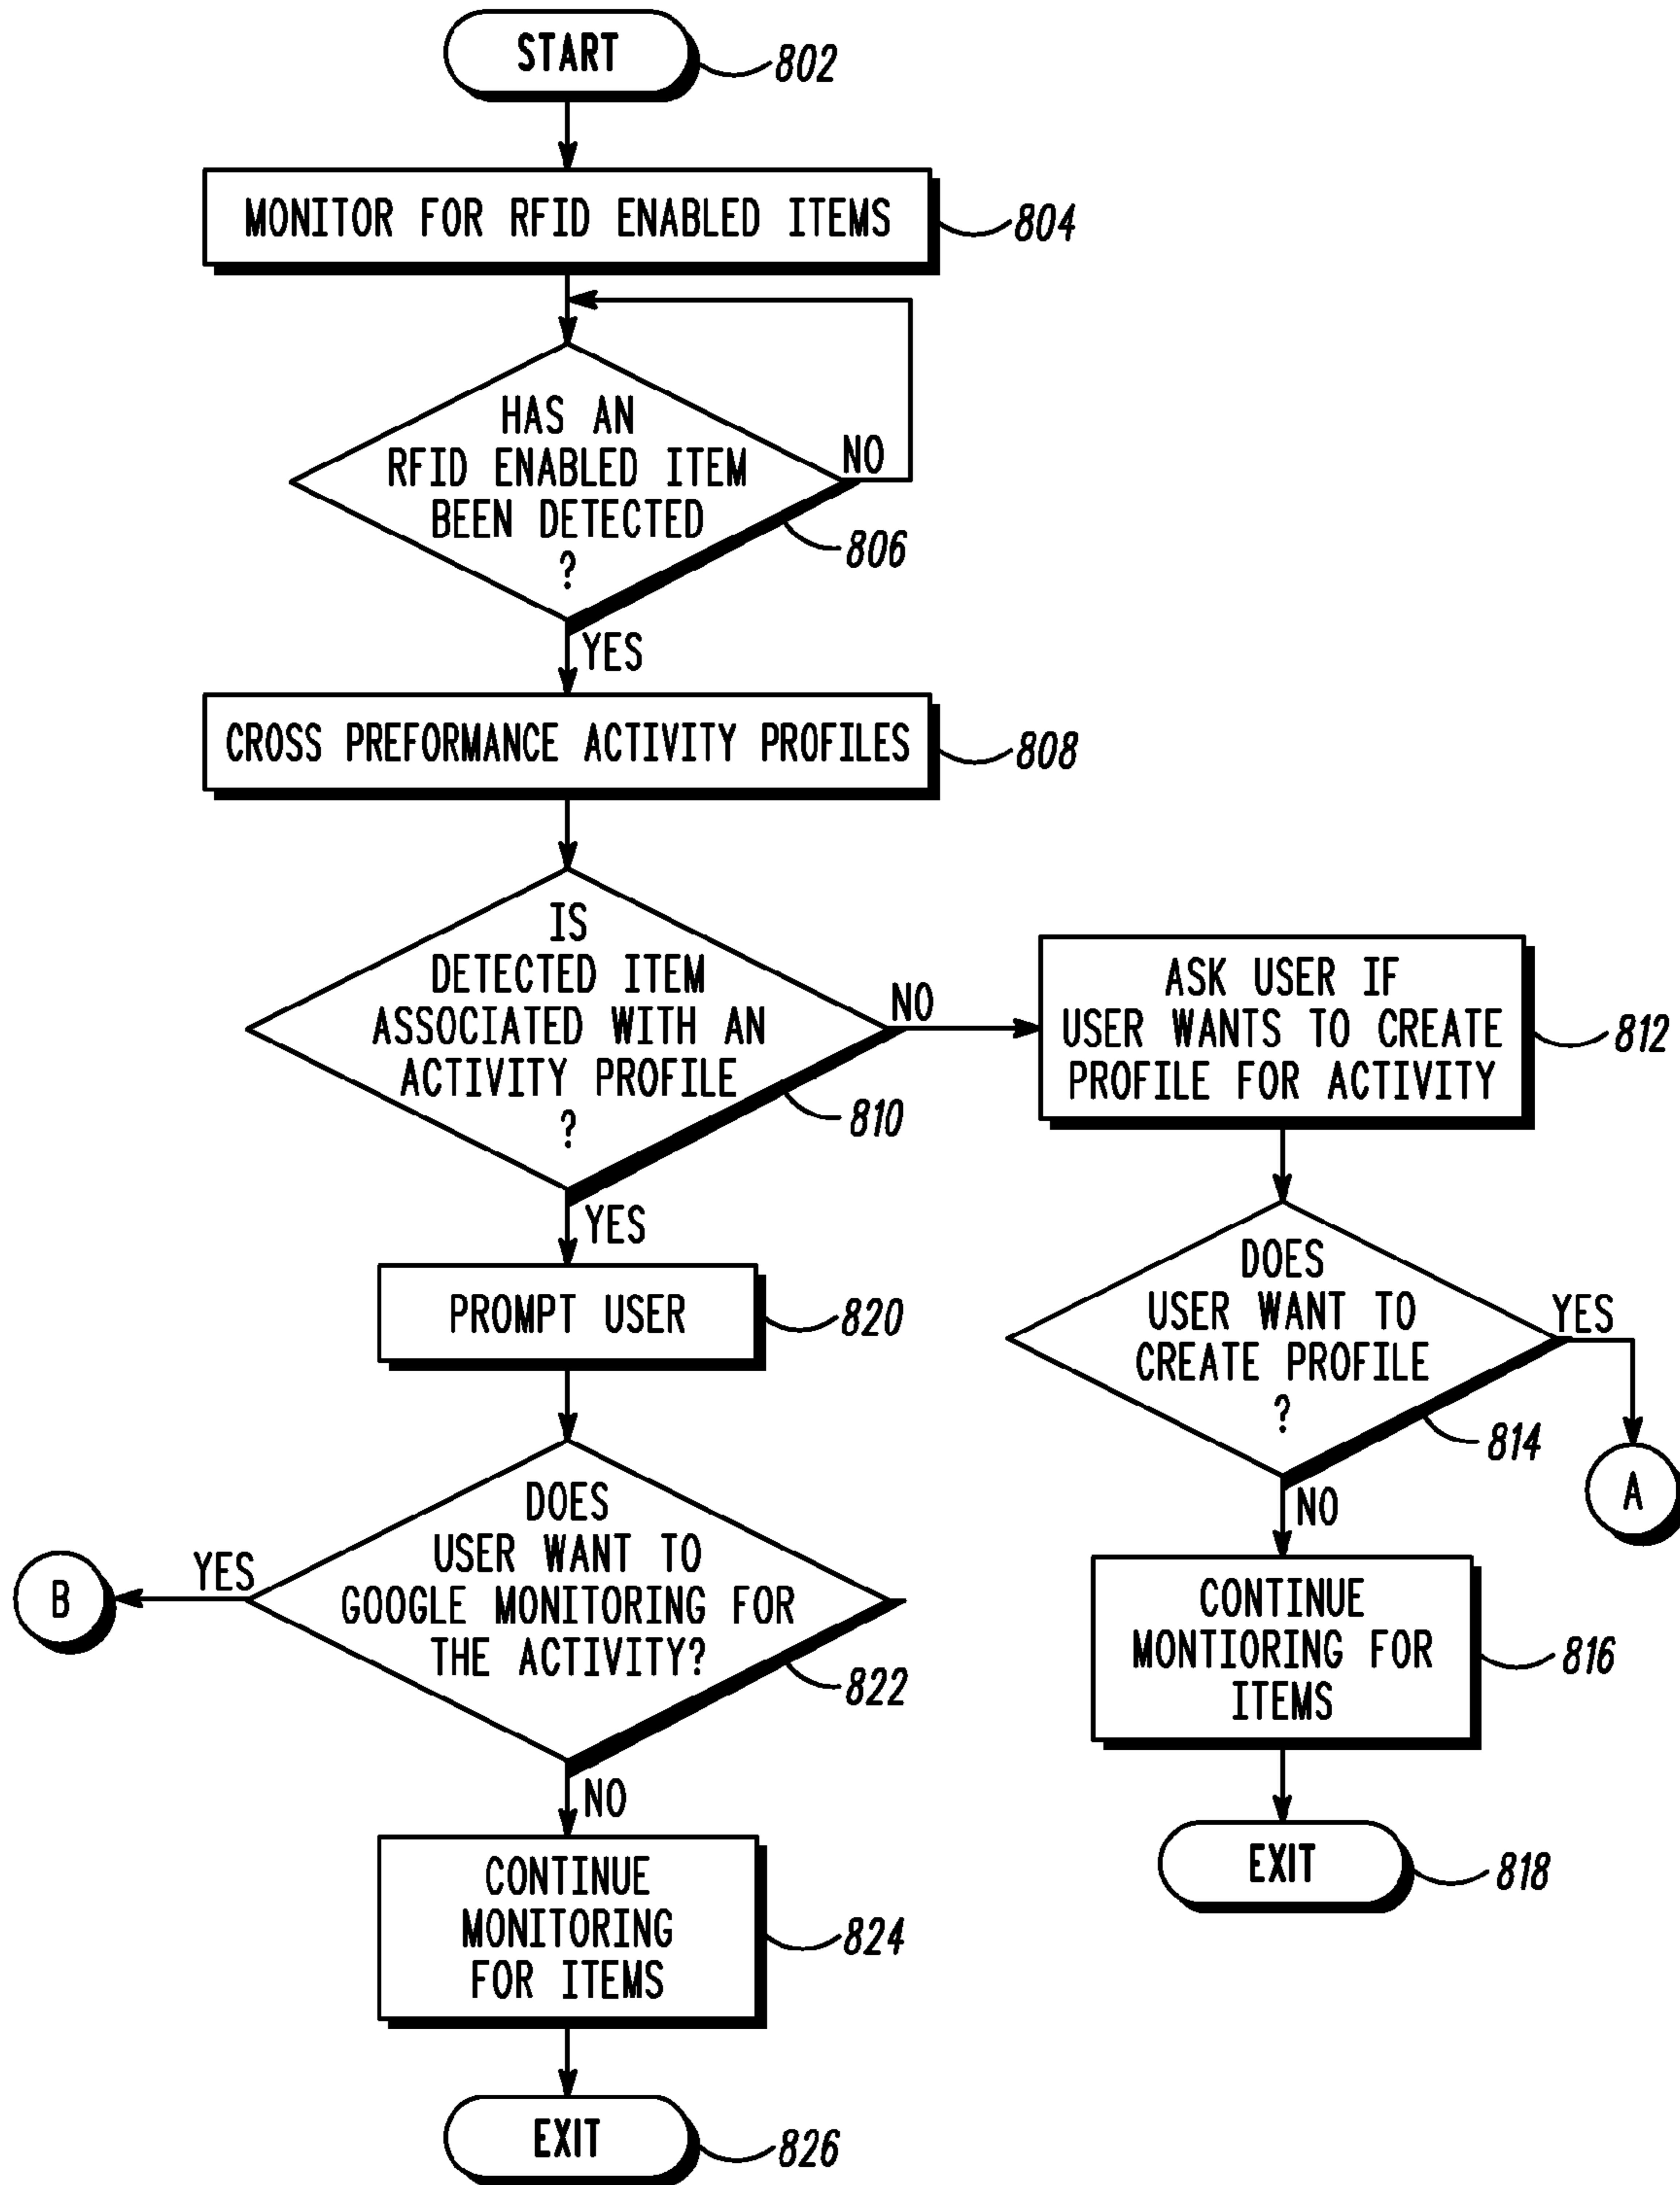 START
802
MONITOR FOR RFID ENABLED ITEMS
804
HAS AN
RFID ENABLED ITEM
BEEN DETECTED
?
NO
806
YES
CROSS PREFORMANCE ACTIVITY PROFILES
808
IS
DETECTED ITEM
ASSOCIATED WITH AN
ACTIVITY PROFILE
?
NO
810
YES
ASK USER IF
USER WANTS TO CREATE
PROFILE FOR ACTIVITY
812
DOES
USER WANT TO
CREATE PROFILE
?
YES
814
A
NO
CONTINUE
MONTIORING FOR
ITEMS
816
EXIT
818
PROMPT USER
820
DOES
USER WANT TO
GOOGLE MONITORING FOR
THE ACTIVITY?
YES
B
822
NO
CONTINUE
MONITORING
FOR ITEMS
824
EXIT
826